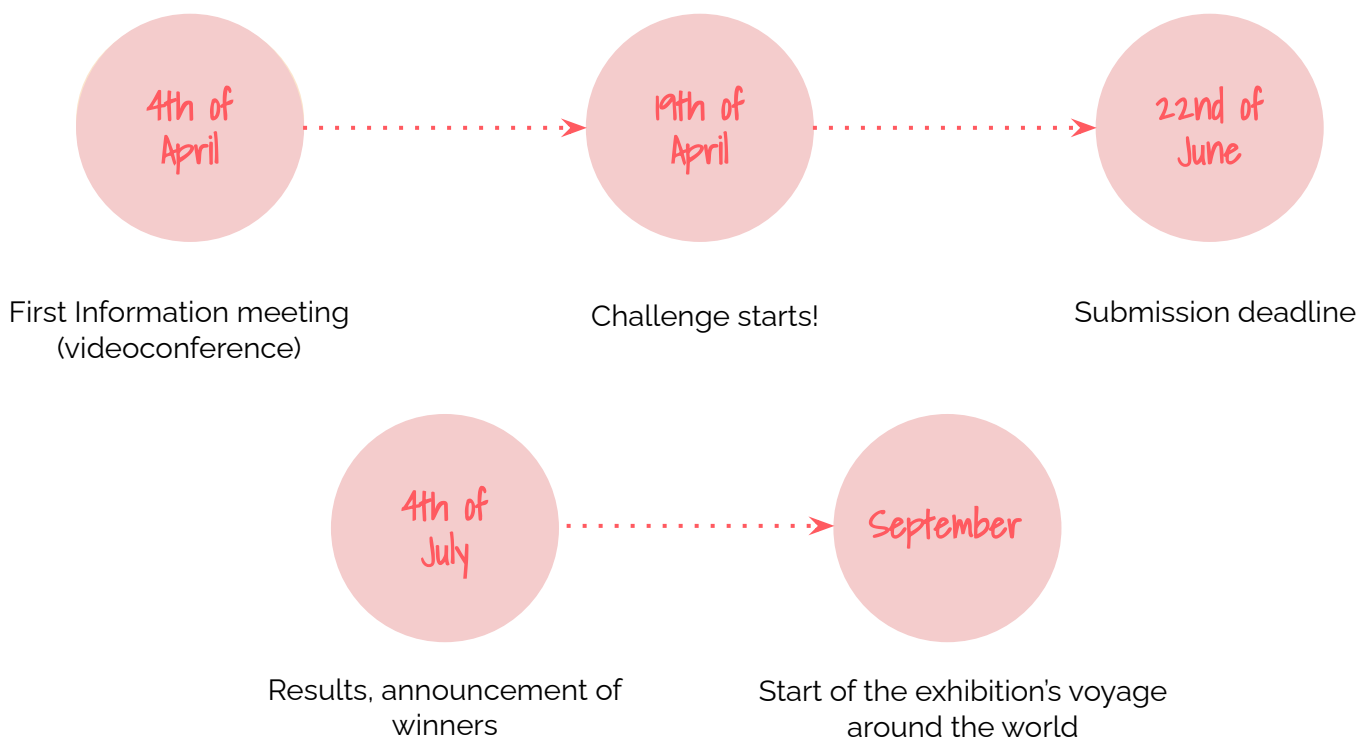 4th of
April
19th of
April
22nd of
June
First Information meeting
(videoconference)
Challenge starts!
Submission deadline
4th of
July
September
Results, announcement of
winners
Start of the exhibition’s voyage
around the world